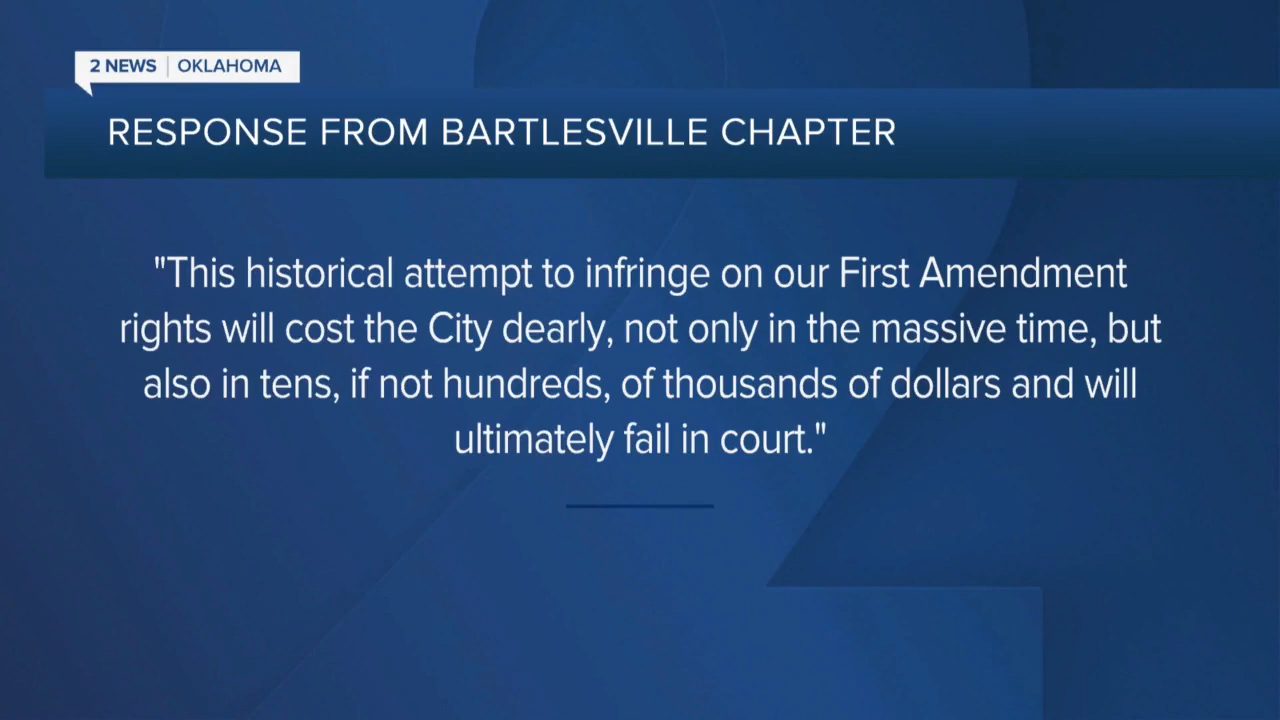 2 NEWS | OKLAHOMA
RESPONSE FROM BARTLESVILLE CHAPTER
"This historical attempt to infringe on our First Amendment
rights will cost the City dearly, not only in the massive time, but
also in tens, if not hundreds, of thousands of dollars and will
ultimately fail in court."